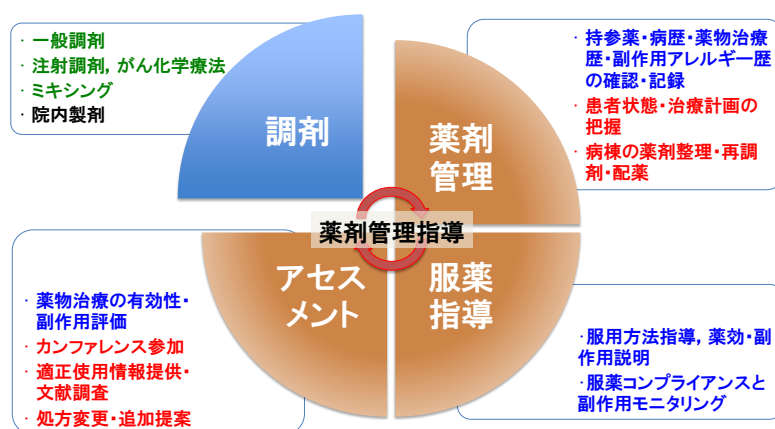 ・一般調剤
・注射調剤，がん化学療法
・ミキシング
・院内製剤
調剤
・持参薬・病歴・薬物治療
歴・副作用アレルギー歴
の確認・記録
・患者状態・治療計画の
把握
・病棟の薬剤整理・再調
剤・配薬
薬剤
管理
薬剤管理指導
アセス
メント
服薬
指導
・薬物治療の有効性・
副作用評価
・カンファレンス参加
・適正使用情報提供・
文献調査
・処方変更・追加提案
・服用方法指導，薬効・副
作用説明
・服薬コンプライアンスと
副作用モニタリング